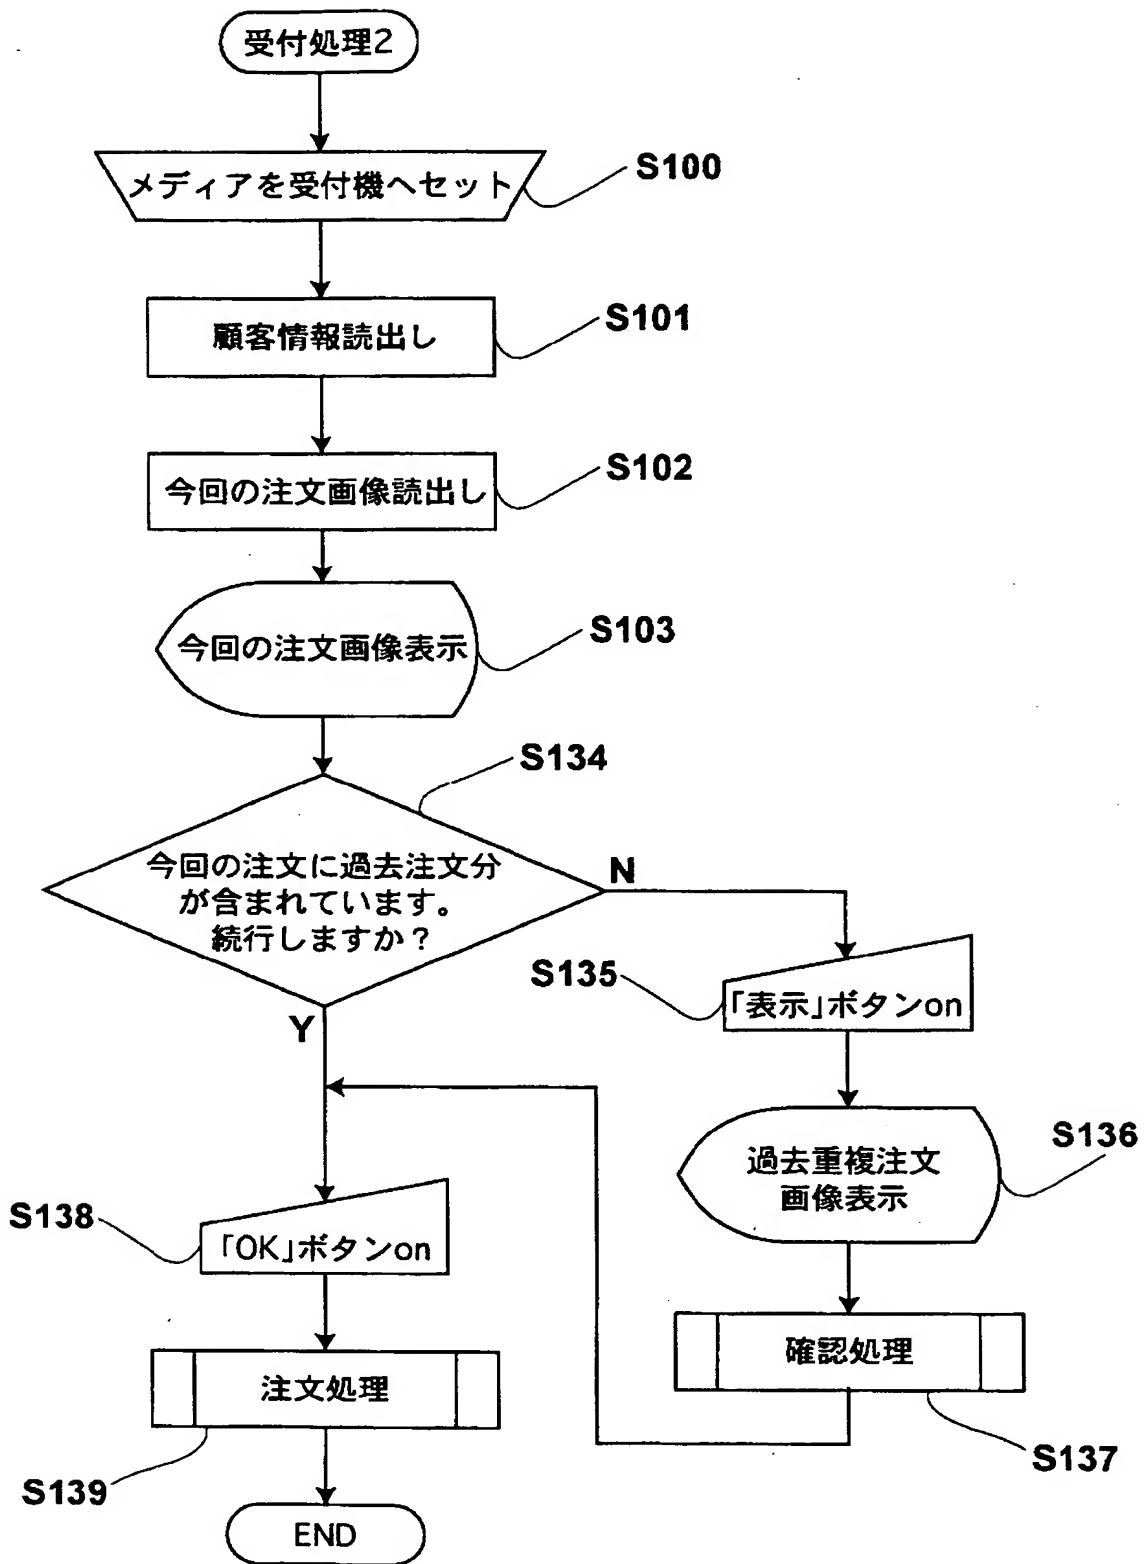 受付処理2
メディアを受付機へセット
S100
顧客情報読出し
S101
今回の注文画像読出し
S102
今回の注文画像表示
S103
S134
今回の注文に過去注文分
が含まれています。
続行しますか？
N
Y
S135
「表示」ボタンon
過去重複注文
画像表示
S136
確認処理
S137
S138
「OK」ボタンon
注文処理
S139
END